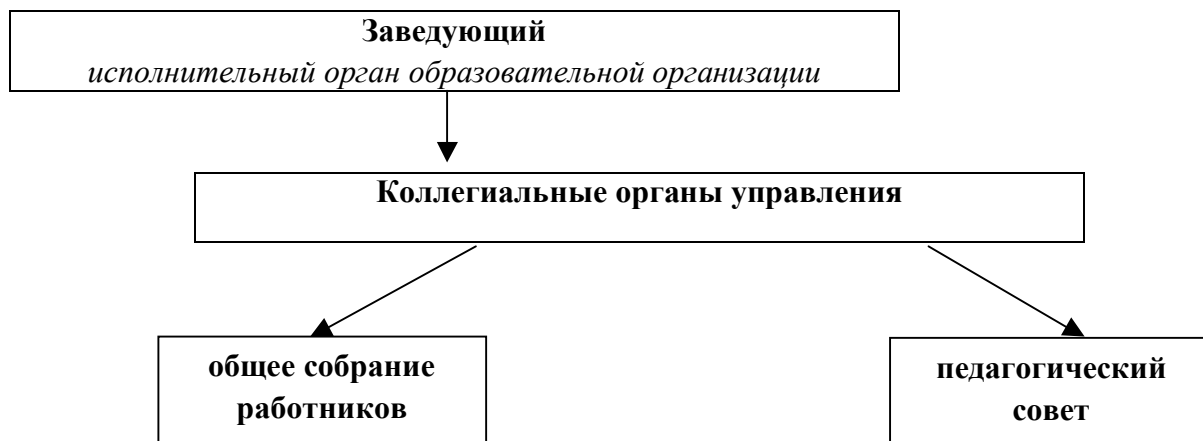 Заведующий
исполнительный орган образовательной организации
Коллегиальные органы управления
общее собрание
работников
педагогический
совет